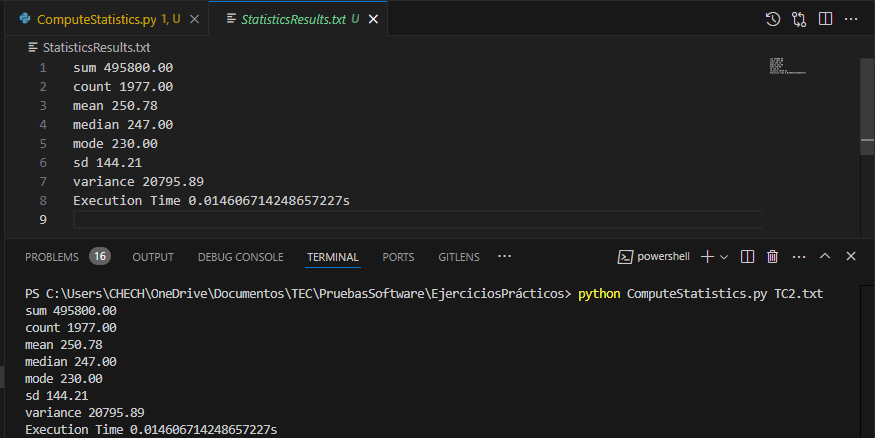 ComputeStatistics.py 1, U
StatisticsResults.txt U
StatisticsResults.txt
1 sum 495800.00
2 count 1977.00
3 mean 250.78
4 median 247.00
5 mode 230.00
6 sd 144.21
7 variance 20795.89
8 Execution Time 0.014606714248657227s
9
PROBLEMS 16 OUTPUT DEBUG CONSOLE TERMINAL PORTS GITLENS ··· powershell
PS C:\Users\CHECH\OneDrive\Documentos\TEC\PruebasSoftware\EjerciciosPrácticos> python ComputeStatistics.py TC2.txt
sum 495800.00
count 1977.00
mean 250.78
median 247.00
mode 230.00
sd 144.21
variance 20795.89
Execution Time 0.014606714248657227s